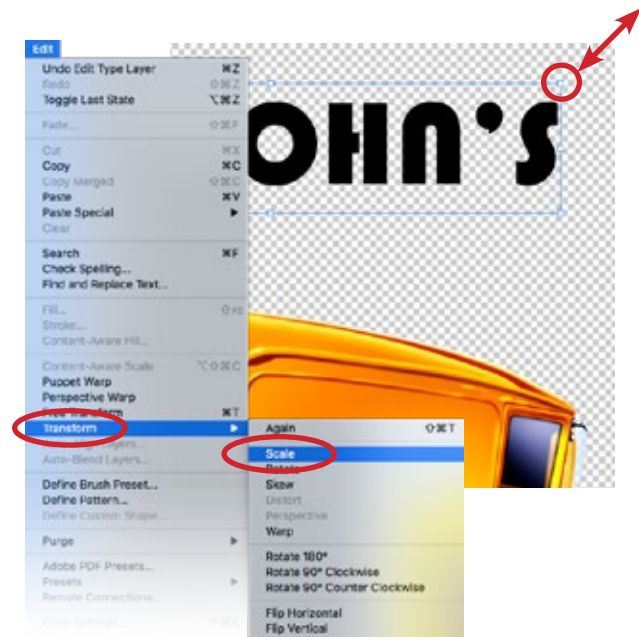 Edit
Undo Edit Type Layer ⌘Z
Redo ⇧⌘Z
Toggle Last State ⌥⌘Z
Fade... ⇧⌘F
Cut ⌘X
Copy ⌘C
Copy Merged ⇧⌘C
Paste ⌘V
Paste Special ▶
Clear
Search ⌘F
Check Spelling...
Find and Replace Text...
Fill...
Stroke...
Content-Aware Fill...
Content-Aware Scale ⌥⇧⌘C
Puppet Warp
Perspective Warp
Free Transform ⌘T
Transform ▶
Auto-Blend Layers...
Define Brush Preset...
Define Pattern...
Define Custom Shape...
Purge ▶
Adobe PDF Presets...
Presets ▶
Remote Connections...
Color Settings...
Again ⇧⌘T
Scale
Rotate
Skew
Distort
Perspective
Warp
Rotate 180°
Rotate 90° Clockwise
Rotate 90° Counter Clockwise
Flip Horizontal
Flip Vertical
OHN'S